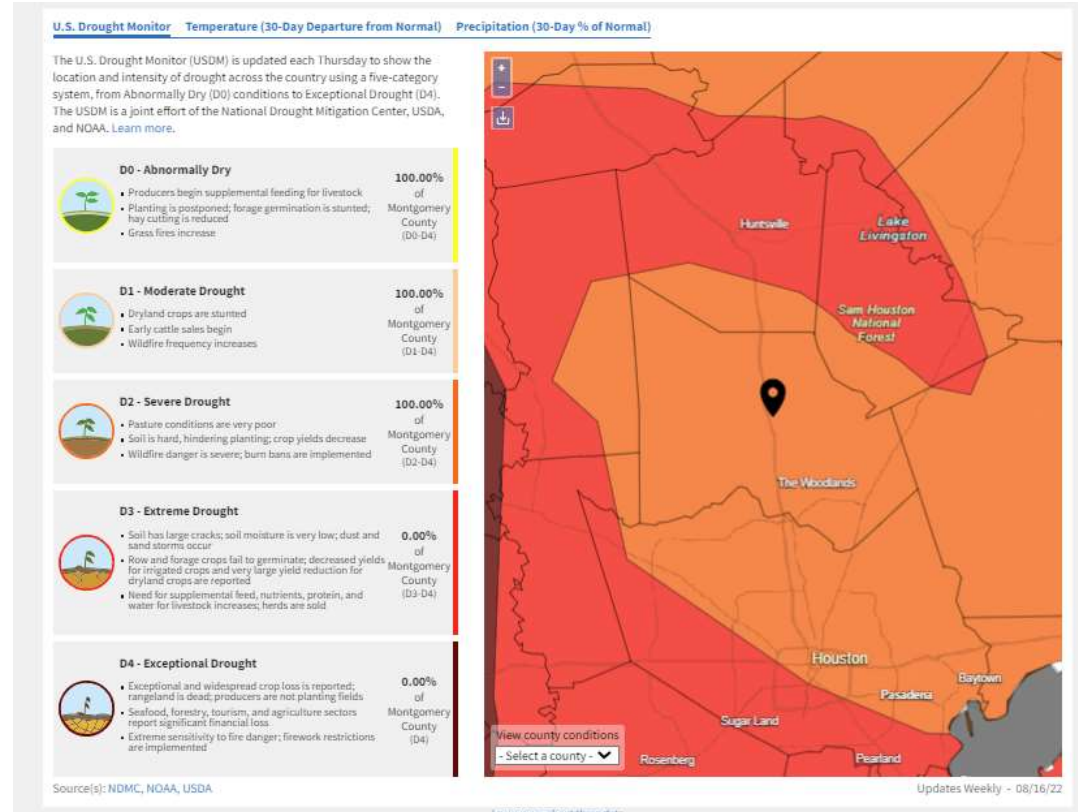 U.S. Drought Monitor Temperature (30-Day Departure from Normal) Precipitation (30-Day % of Normal)
The U.S. Drought Monitor (USDM) is updated each Thursday to show the
location and intensity of drought across the country using a five-category
system, from Abnormally Dry (D0) conditions to Exceptional Drought (D4).
The USDM is a joint effort of the National Drought Mitigation Center, USDA,
and NOAA. Learn more.
D0 - Abnormally Dry
• Producers begin supplemental feeding for livestock
• Planting is postponed; forage germination is stunted;
hay cutting is reduced
• Grass fires increase
100.00%
of
Montgomery
County
(D0-D4)
D1 - Moderate Drought
• Dryland crops are stunted
• Early cattle sales begin
• Wildfire frequency increases
100.00%
of
Montgomery
County
(D1-D4)
D2 - Severe Drought
• Pasture conditions are very poor
• Soil is hard, hindering planting; crop yields decrease
• Wildfire danger is severe; burn bans are implemented
100.00%
of
Montgomery
County
(D2-D4)
D3 - Extreme Drought
• Soil has large cracks; soil moisture is very low; dust and
sand storms occur
• Row and forage crops fail to germinate; decreased yields
for irrigated crops and very large yield reduction for
dryland crops are reported
• Need for supplemental feed, nutrients, protein, and
water for livestock increases; herds are sold
0.00%
of
Montgomery
County
(D3-D4)
D4 - Exceptional Drought
• Exceptional and widespread crop loss is reported;
rangeland is dead; producers are not planting fields
• Seafood, forestry, tourism, and agriculture sectors
report significant financial loss
• Extreme sensitivity to fire danger; firework restrictions
are implemented
0.00%
of
Montgomery
County
(D4)
+
-
Huntsville
Lake
Livingston
Sam Houston
National
Forest
The Woodlands
Houston
Baytown
Pasadena
Sugar Land
Rosenberg
Pearland
View county conditions
- Select a county -
Source(s): NDMC, NOAA, USDA
Updates Weekly - 08/16/22